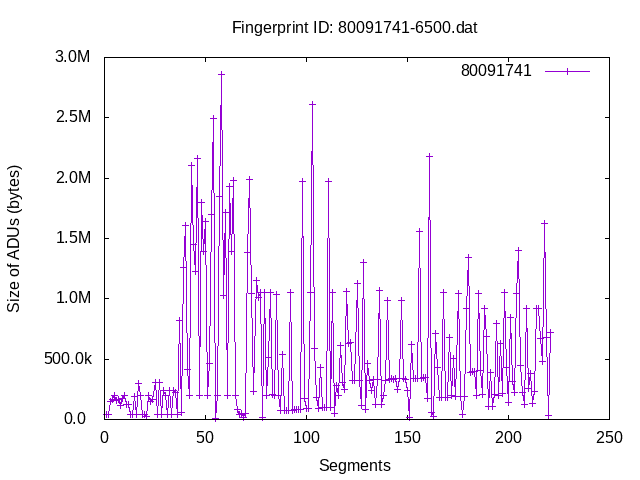 Fingerprint ID: 80091741-6500.dat
80091741
3.0M
2.5M
2.0M
1.5M
1.0M
500.0k
0.0
Size of ADUs (bytes)
0 50 100 150 200 250
Segments